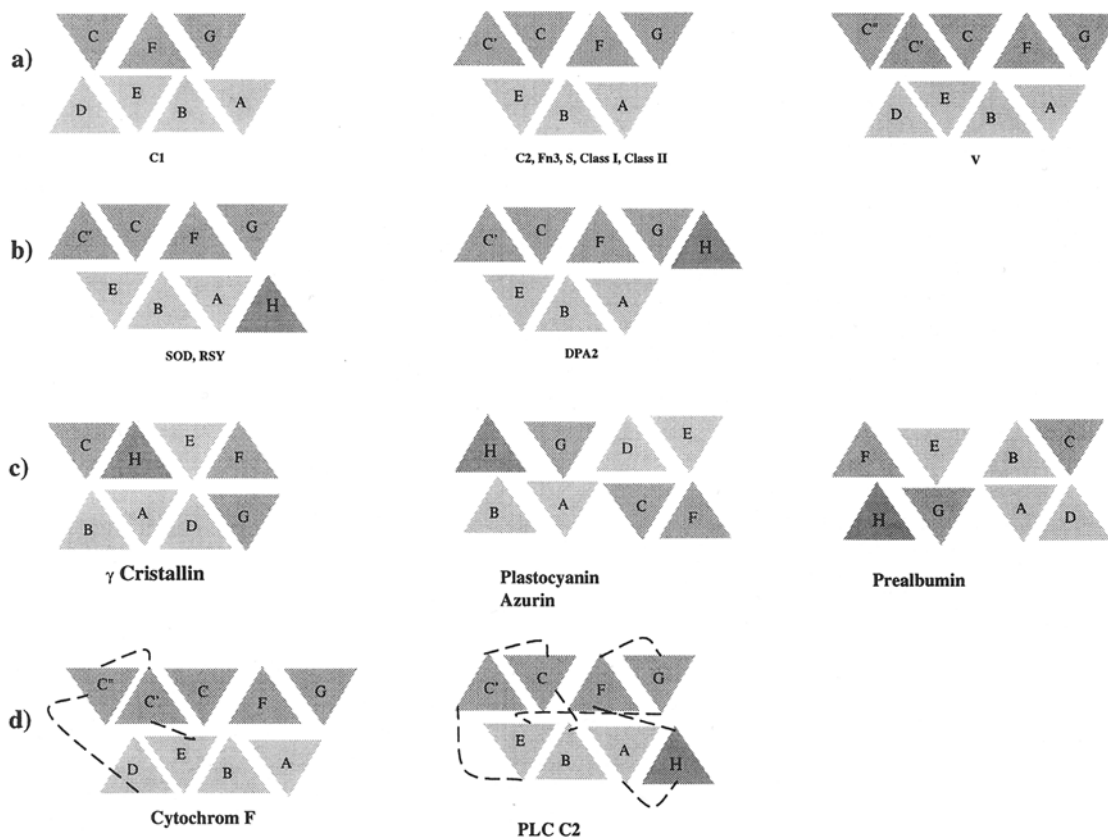 a)
C F G
D E B A
C1
C' C F G
E B A
C2, Fn3, S, Class I, Class II
C" C' C F G
D E B A
V
b)
C' C F G
E B A H
SOD, RSY
C' C F G H
E B A
DPA2
c)
C H E F
B A D G
γ Cristallin
H G D E
B A C F
Plastocyanin
Azurin
F E B C
H G A D
Prealbumin
d)
C" C' C F G
D E B A
Cytochrom F
C' C F G
E B A H
PLC C2